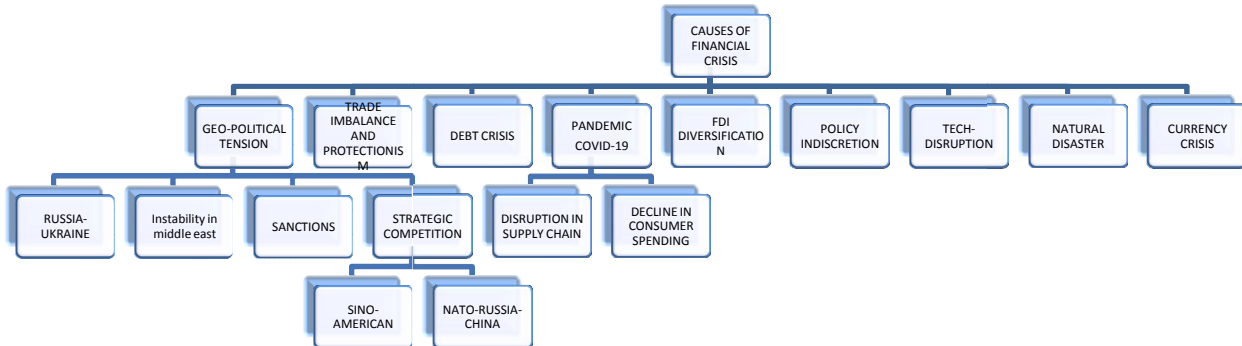 CAUSES OF
FINANCIAL
CRISIS
GEO-POLITICAL
TENSION
TRADE
IMBALANCE
AND
PROTECTIONIS
M
DEBT CRISIS
PANDEMIC
COVID-19
FDI
DIVERSIFICATIO
N
POLICY
INDISCRETION
TECH-
DISRUPTION
NATURAL
DISASTER
CURRENCY
CRISIS
RUSSIA-
UKRAINE
Instability in
middle east
SANCTIONS
STRATEGIC
COMPETITION
DISRUPTION IN
SUPPLY CHAIN
DECLINE IN
CONSUMER
SPENDING
SINO-
AMERICAN
NATO-RUSSIA-
CHINA